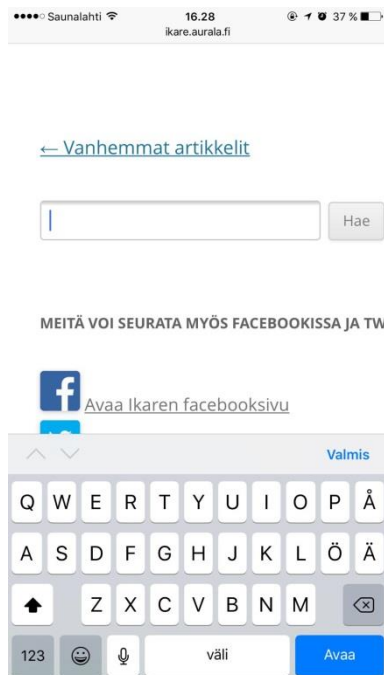 Saunalahti 16.28 37 %
ikare.aurala.fi
← Vanhemmat artikkelit
Hae
MEITÄ VOI SEURATA MYÖS FACEBOOKISSA JA TW
Avaa Ikaren facebooksivu
Valmis
Q W E R T Y U I O P Å
A S D F G H J K L Ö Ä
Z X C V B N M
123 väli Avaa